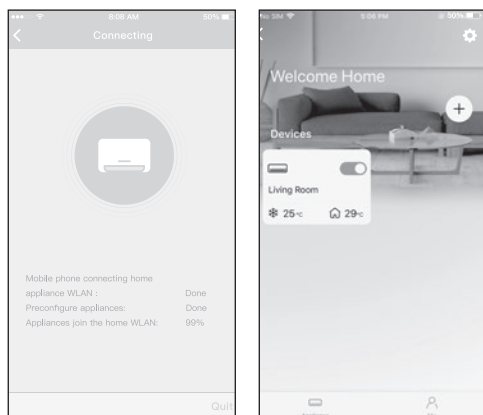 8:08 AM
50%
Connecting
Mobile phone connecting home
appliance WLAN :
Done
Preconfigure appliances:
Done
Appliances join the home WLAN:
99%
Quit
No SIM
5:08 PM
50%
Welcome Home
Devices
Living Room
25°C
29°C